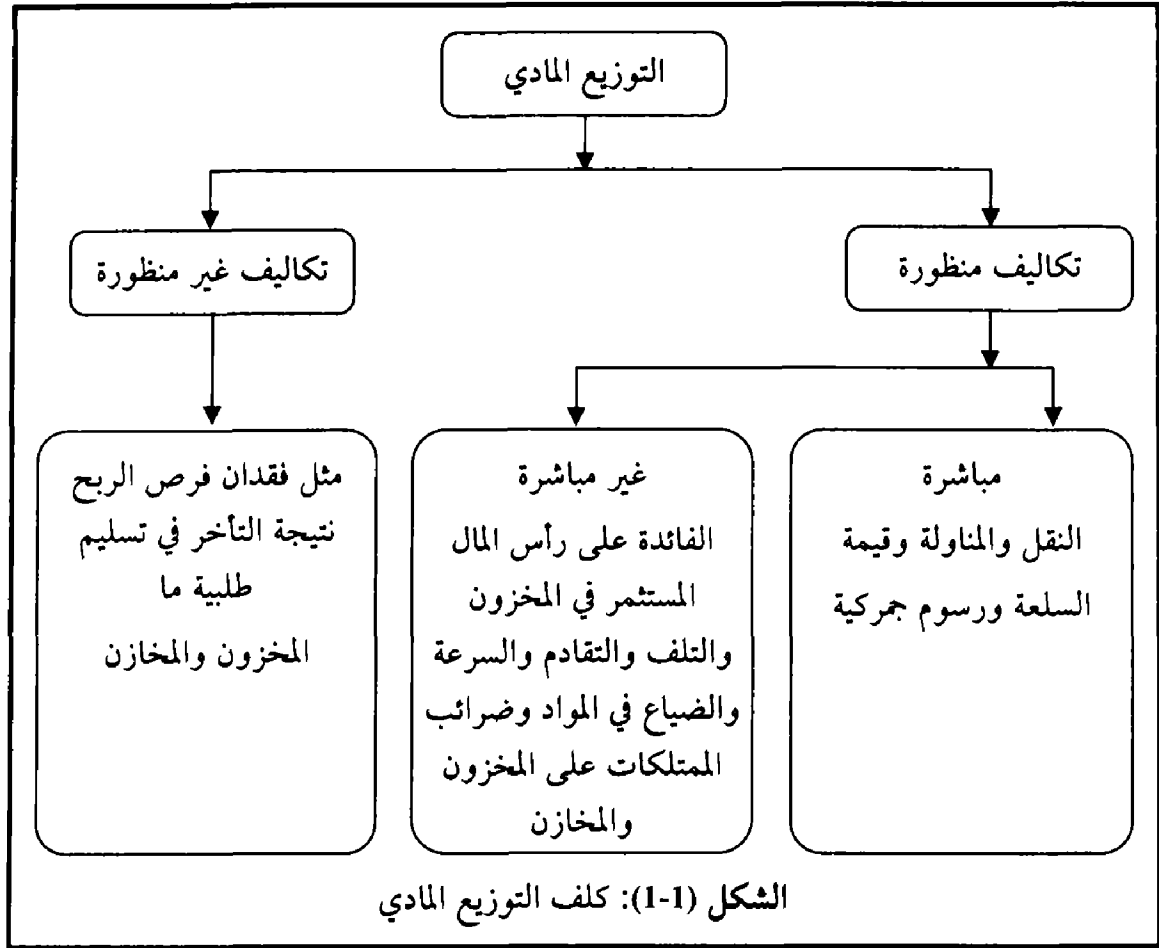 التوزيع المادي
تكاليف منظورة
تكاليف غير منظورة
مباشرة
النقل والمناولة وقيمة
السلعة ورسوم جمركية
غير مباشرة
الفائدة على رأس المال
المستثمر في المخزون
والتلف والتقادم والسرعة
والضياع في المواد وضرائب
الممتلكات على المخزون
والمخازن
مثل فقدان فرص الربح
نتيجة التأخر في تسليم
طلبية ما
المخزون والمخازن
الشكل (1-1): كلف التوزيع المادي